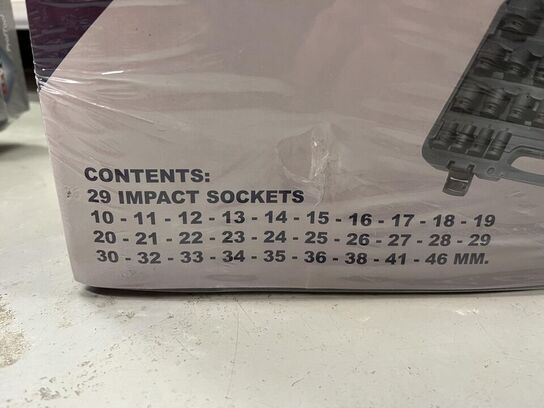 CONTENTS:
29 IMPACT SOCKETS
10 - 11 - 12 - 13 - 14 - 15 - 16 - 17 - 18 - 19
20 - 21 - 22 - 23 - 24 - 25 - 26 - 27 - 28 - 29
30 - 32 - 33 - 34 - 35 - 36 - 38 - 41 - 46 MM.